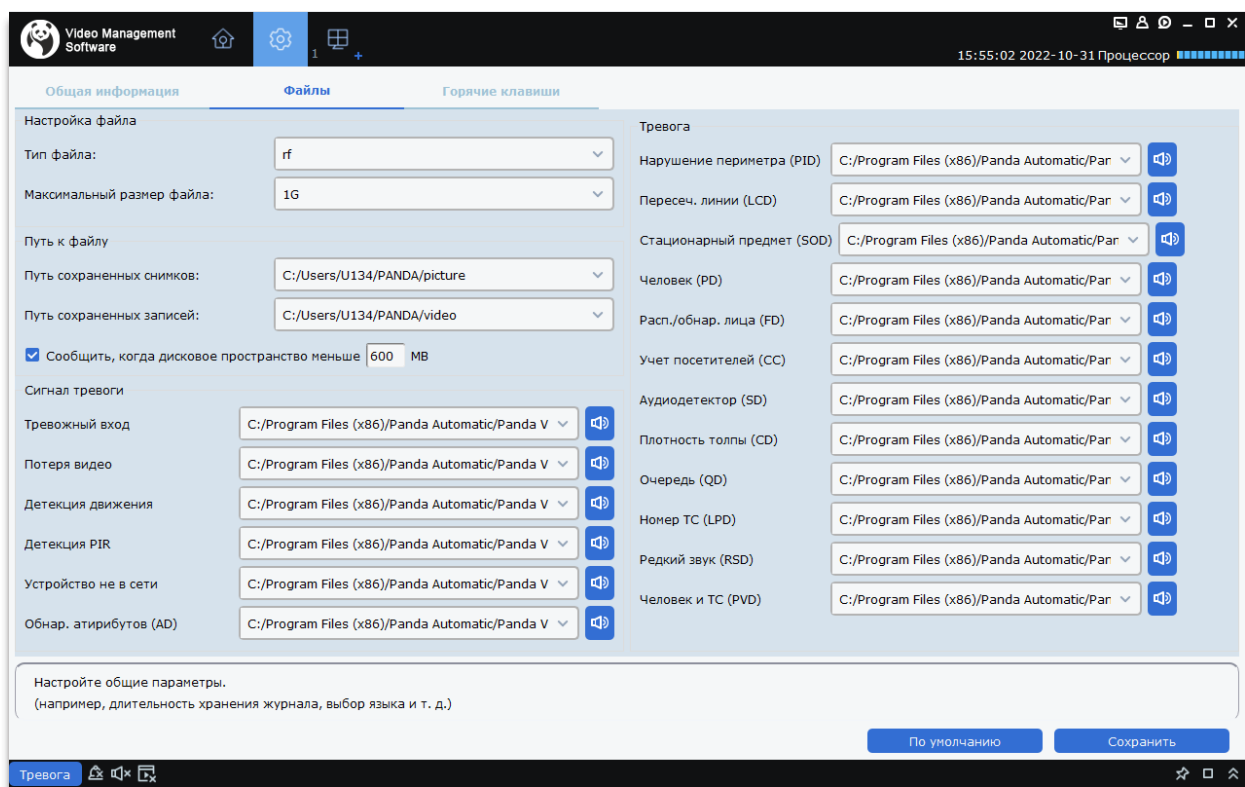 Video Management
Software
1
15:55:02 2022-10-31 Процессор
Общая информация
Файлы
Горячие клавиши
Настройка файла
Тип файла:
rf
Максимальный размер файла:
1G
Путь к файлу
Путь сохраненных снимков:
C:/Users/U134/PANDA/picture
Путь сохраненных записей:
C:/Users/U134/PANDA/video
Сообщить, когда дисковое пространство меньше 600 MB
Сигнал тревоги
Тревожный вход
C:/Program Files (x86)/Panda Automatic/Panda V
Потеря видео
C:/Program Files (x86)/Panda Automatic/Panda V
Детекция движения
C:/Program Files (x86)/Panda Automatic/Panda V
Детекция PIR
C:/Program Files (x86)/Panda Automatic/Panda V
Устройство не в сети
C:/Program Files (x86)/Panda Automatic/Panda V
Обнар. атирибутов (AD)
C:/Program Files (x86)/Panda Automatic/Panda V
Тревога
Нарушение периметра (PID)
C:/Program Files (x86)/Panda Automatic/Pan
Пересеч. линии (LCD)
C:/Program Files (x86)/Panda Automatic/Pan
Стационарный предмет (SOD)
C:/Program Files (x86)/Panda Automatic/Par
Человек (PD)
C:/Program Files (x86)/Panda Automatic/Pan
Расп./обнар. лица (FD)
C:/Program Files (x86)/Panda Automatic/Pan
Учет посетителей (CC)
C:/Program Files (x86)/Panda Automatic/Pan
Аудиодетектор (SD)
C:/Program Files (x86)/Panda Automatic/Pan
Плотность толпы (CD)
C:/Program Files (x86)/Panda Automatic/Pan
Очередь (QD)
C:/Program Files (x86)/Panda Automatic/Pan
Номер ТС (LPD)
C:/Program Files (x86)/Panda Automatic/Pan
Редкий звук (RSD)
C:/Program Files (x86)/Panda Automatic/Pan
Человек и ТС (PVD)
C:/Program Files (x86)/Panda Automatic/Pan
Настройте общие параметры.
(например, длительность хранения журнала, выбор языка и т. д.)
По умолчанию
Сохранить
Тревога